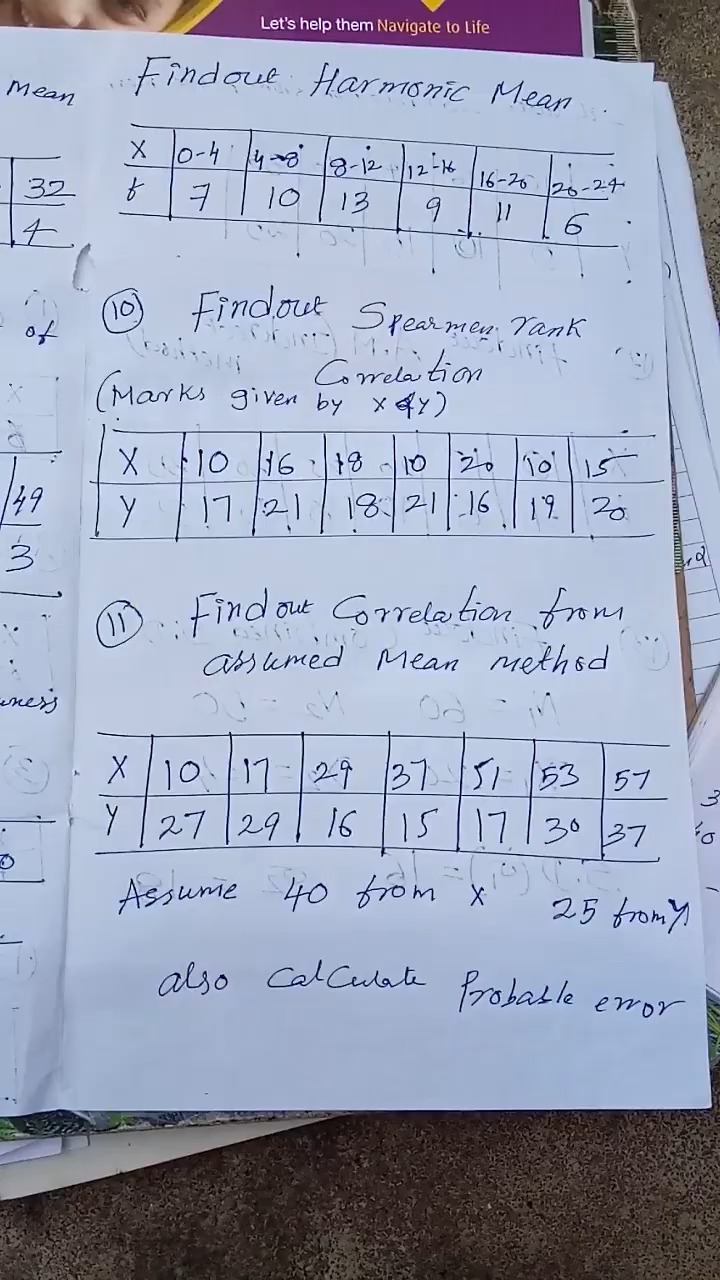 Let's help them Navigate to Life
Mean
32
4
of
49
3
ness
Findout Harmonic Mean
X 0-4 4-8 8-12 12-16 16-20 20-24
f 7 10 13 9 11 6
10 Findout Spearmen rank
Correlation
(Marks given by X & Y)
X 10 16 18 10 20 10 15
Y 17 21 18 21 16 19 20
11 Findout Correlation from
assumed Mean method
X 10 17 29 37 51 53 57
Y 27 29 16 15 17 30 37
Assume 40 from x 25 from y
also Calculate Probable error